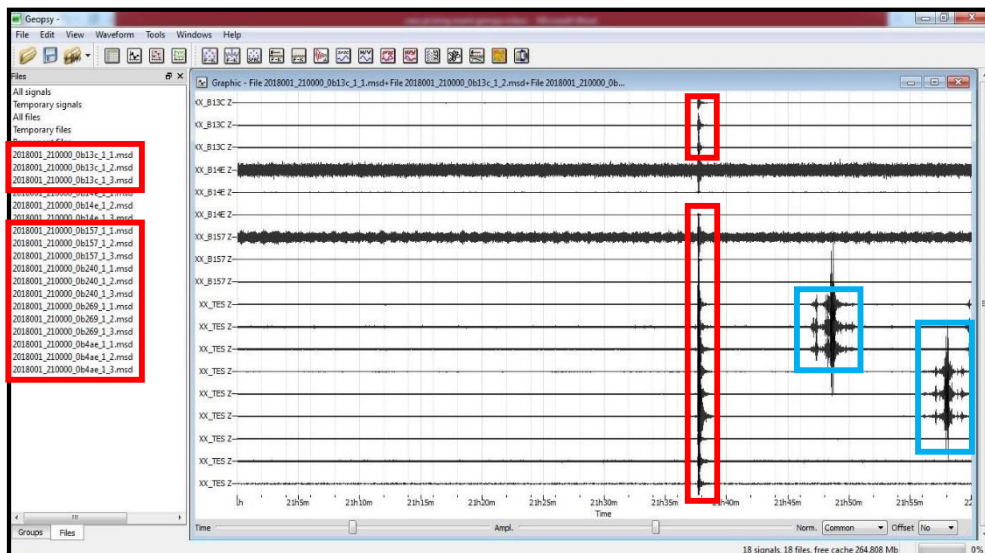 Geopsy -
File Edit View Waveform Tools Windows Help
Files
All signals
Temporary signals
All files
Temporary files
2018001_210000_0b13c_1_1.msd
2018001_210000_0b13c_1_2.msd
2018001_210000_0b13c_1_3.msd
2018001_210000_0b14e_1_1.msd
2018001_210000_0b14e_1_2.msd
2018001_210000_0b14e_1_3.msd
2018001_210000_0b157_1_1.msd
2018001_210000_0b157_1_2.msd
2018001_210000_0b157_1_3.msd
2018001_210000_0b240_1_1.msd
2018001_210000_0b240_1_2.msd
2018001_210000_0b240_1_3.msd
2018001_210000_0b269_1_1.msd
2018001_210000_0b269_1_2.msd
2018001_210000_0b269_1_3.msd
2018001_210000_0b4ae_1_1.msd
2018001_210000_0b4ae_1_2.msd
2018001_210000_0b4ae_1_3.msd
Groups Files
Graphic - File 2018001_210000_0b13c_1_1.msd+File 2018001_210000_0b13c_1_2.msd+File 2018001_210000_0b...
XX_B13C Z
XX_B13C Z
XX_B13C Z
XX_B14E Z
XX_B14E Z
XX_B14E Z
XX_B157 Z
XX_B157 Z
XX_B157 Z
XX_TES Z
XX_TES Z
XX_TES Z
XX_TES Z
XX_TES Z
XX_TES Z
XX_TES Z
XX_TES Z
XX_TES Z
21h5m 21h10m 21h15m 21h20m 21h25m 21h30m 21h35m 21h40m 21h45m 21h50m 21h55m
Time
Time Ampl. Norm. Common Offset No
18 signals, 18 files, free cache 264.808 Mb 0%